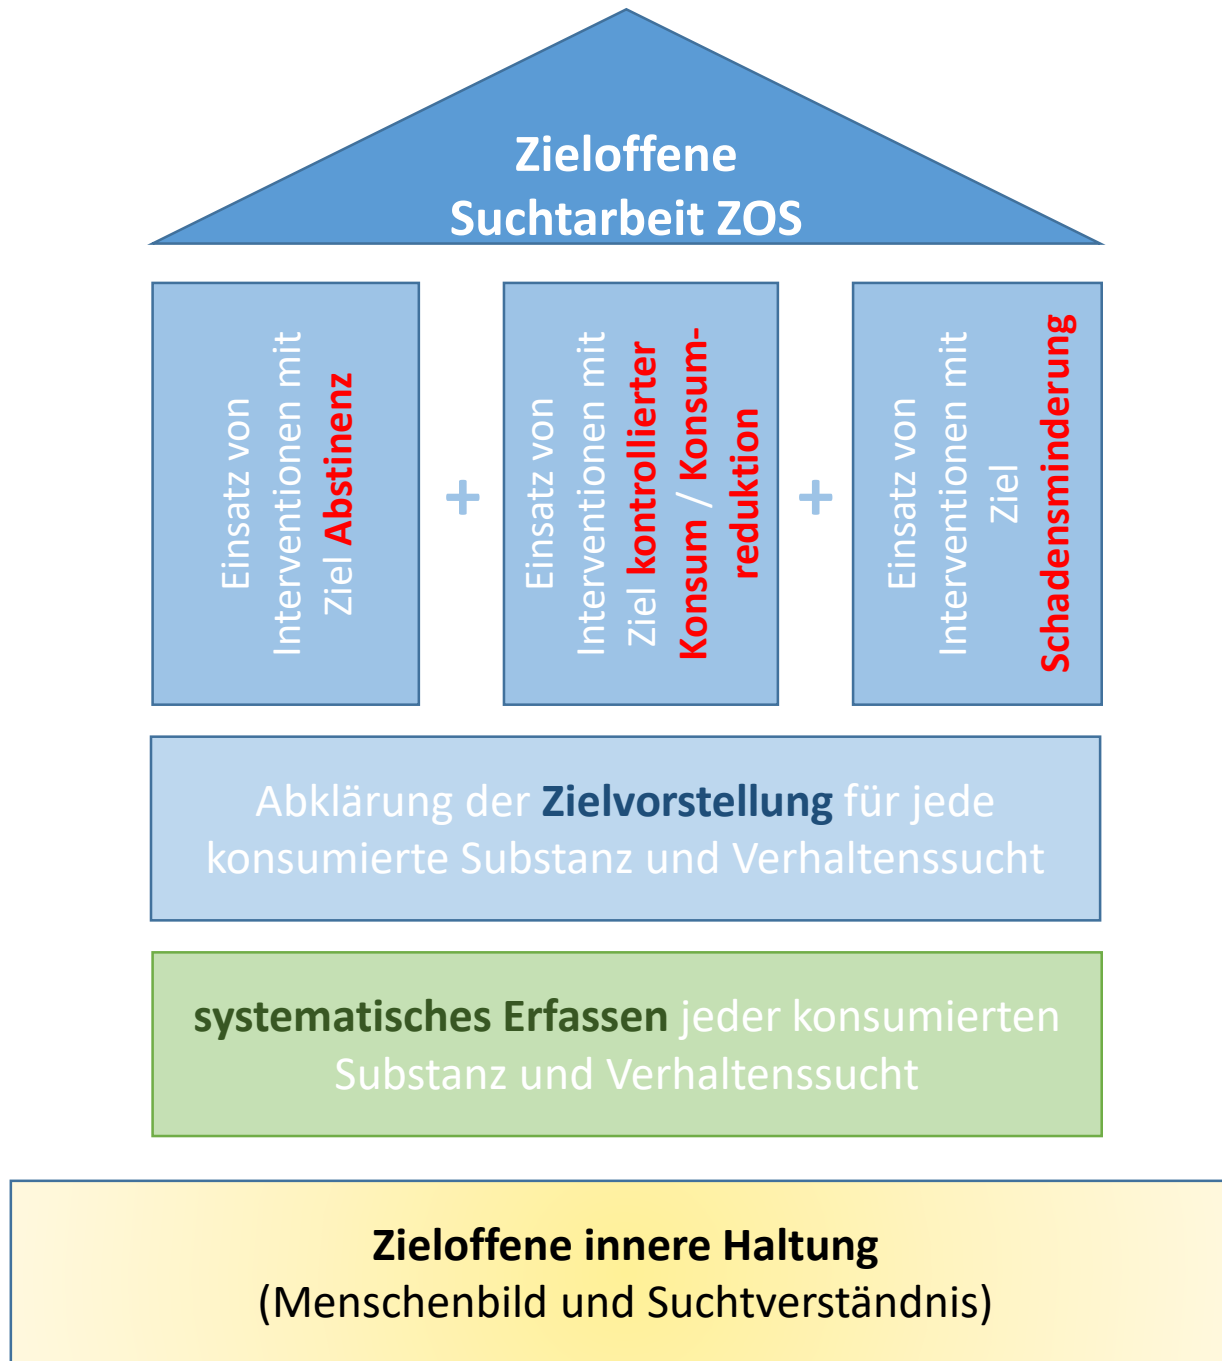 Zieloffene
Suchtarbeit ZOS
Einsatz von
Interventionen mit
Ziel Abstinenz
+
Einsatz von
Interventionen mit
Ziel kontrollierter
Konsum / Konsum-
reduktion
+
Einsatz von
Interventionen mit
Ziel
Schadensminderung
Abklärung der Zielvorstellung für jede
konsumierte Substanz und Verhaltenssucht
systematisches Erfassen jeder konsumierten
Substanz und Verhaltenssucht
Zieloffene innere Haltung
(Menschenbild und Suchtverständnis)